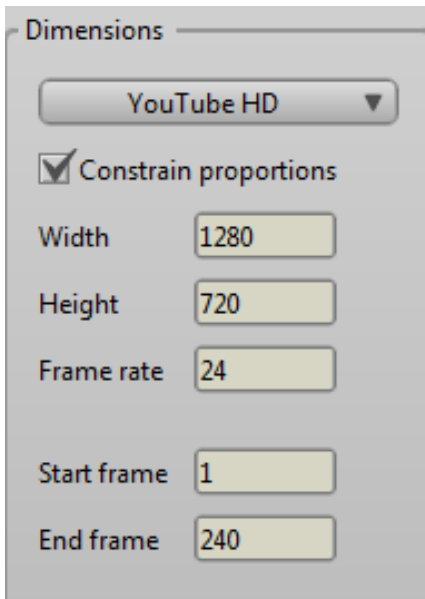 Dimensions
YouTube HD
Constrain proportions
Width 1280
Height 720
Frame rate 24
Start frame 1
End frame 240